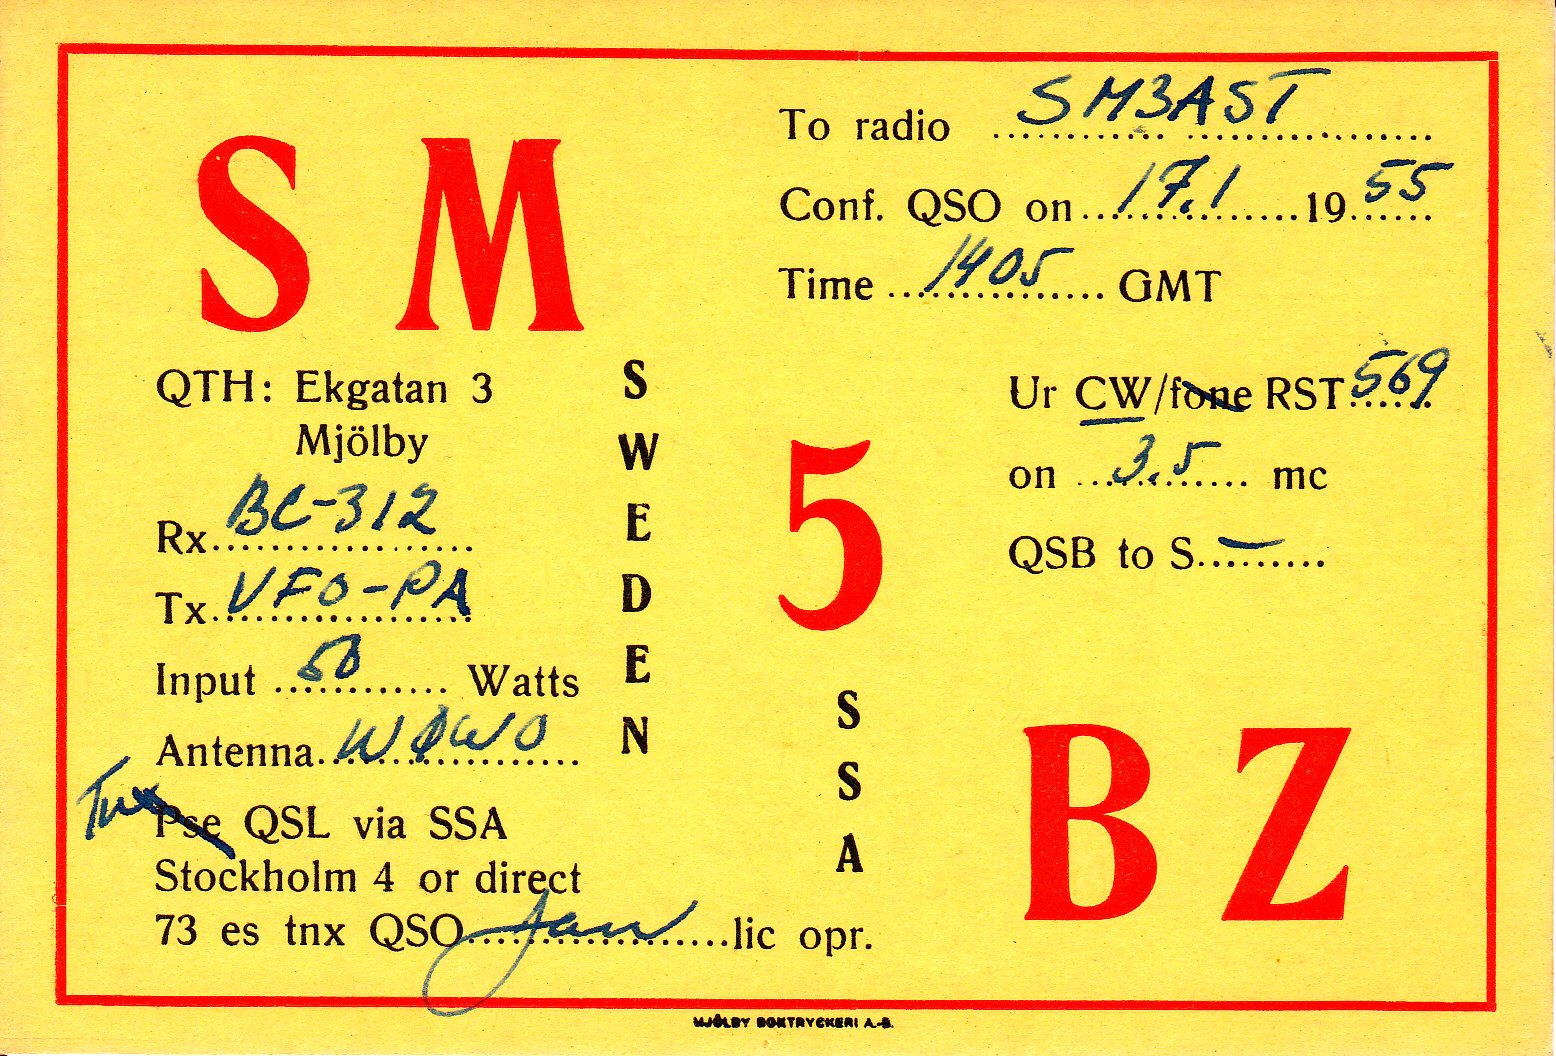 SM
5
BZ
SWEDEN
SSA
To radio SM3AST
Conf. QSO on 17.1 1955
Time 1405 GMT
Ur CW/fone RST 569
on 3.5 mc
QSB to S –
QTH: Ekgatan 3
Mjölby
Rx BC-312
Tx VFO-PA
Input 50 Watts
Antenna WØWO
Tnx Pse QSL via SSA
Stockholm 4 or direct
73 es tnx QSO Jan lic opr.
MJÖLBY BOKTRYCKERI A.-B.